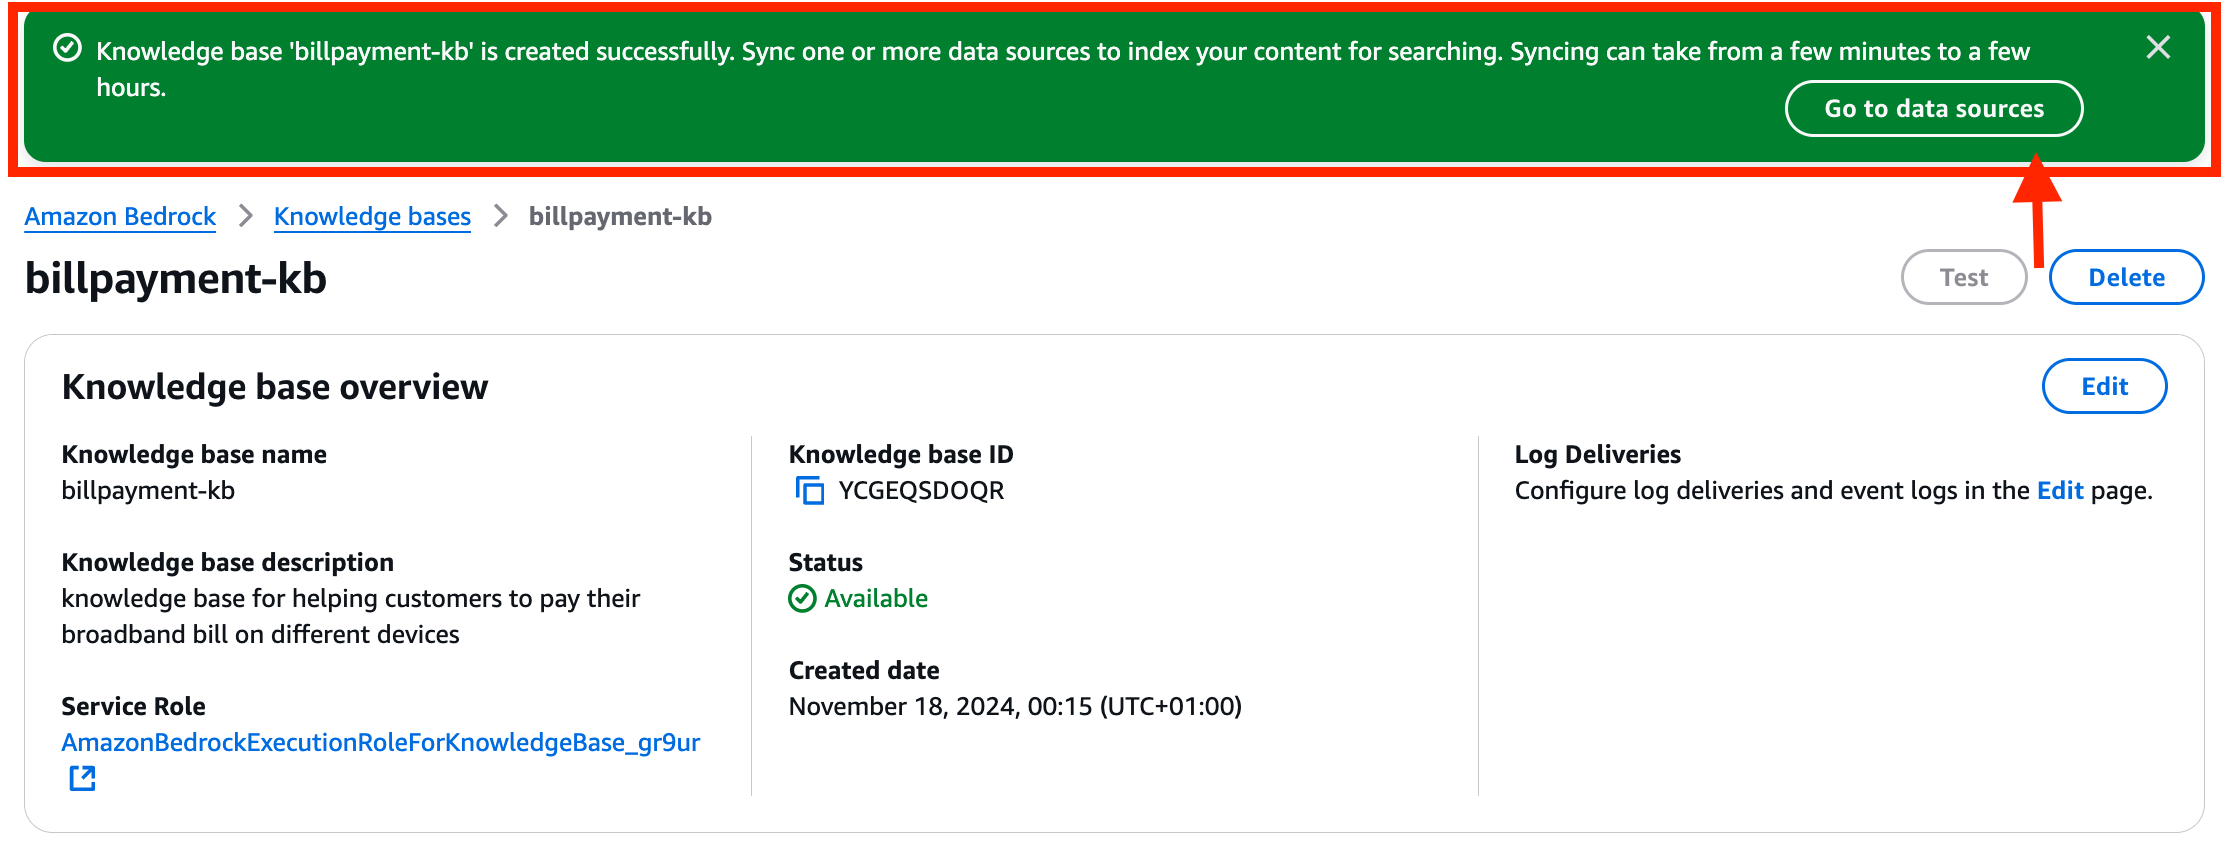 Knowledge base 'billpayment-kb' is created successfully. Sync one or more data sources to index your content for searching. Syncing can take from a few minutes to a few
hours.
Go to data sources
Amazon Bedrock
Knowledge bases
billpayment-kb
billpayment-kb
Test
Delete
Knowledge base overview
Edit
Knowledge base name
billpayment-kb
Knowledge base description
knowledge base for helping customers to pay their
broadband bill on different devices
Service Role
AmazonBedrockExecutionRoleForKnowledgeBase_gr9ur
Knowledge base ID
YCGEQSDOQR
Status
Available
Created date
November 18, 2024, 00:15 (UTC+01:00)
Log Deliveries
Configure log deliveries and event logs in the Edit page.